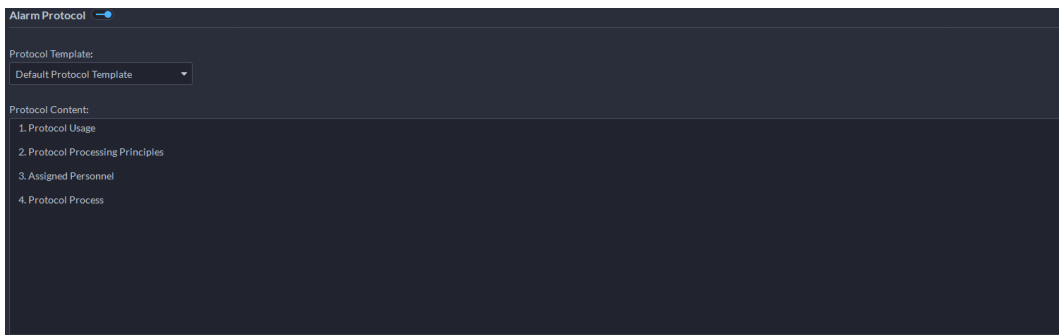 Alarm Protocol
Protocol Template:
Default Protocol Template
Protocol Content:
1. Protocol Usage
2. Protocol Processing Principles
3. Assigned Personnel
4. Protocol Process